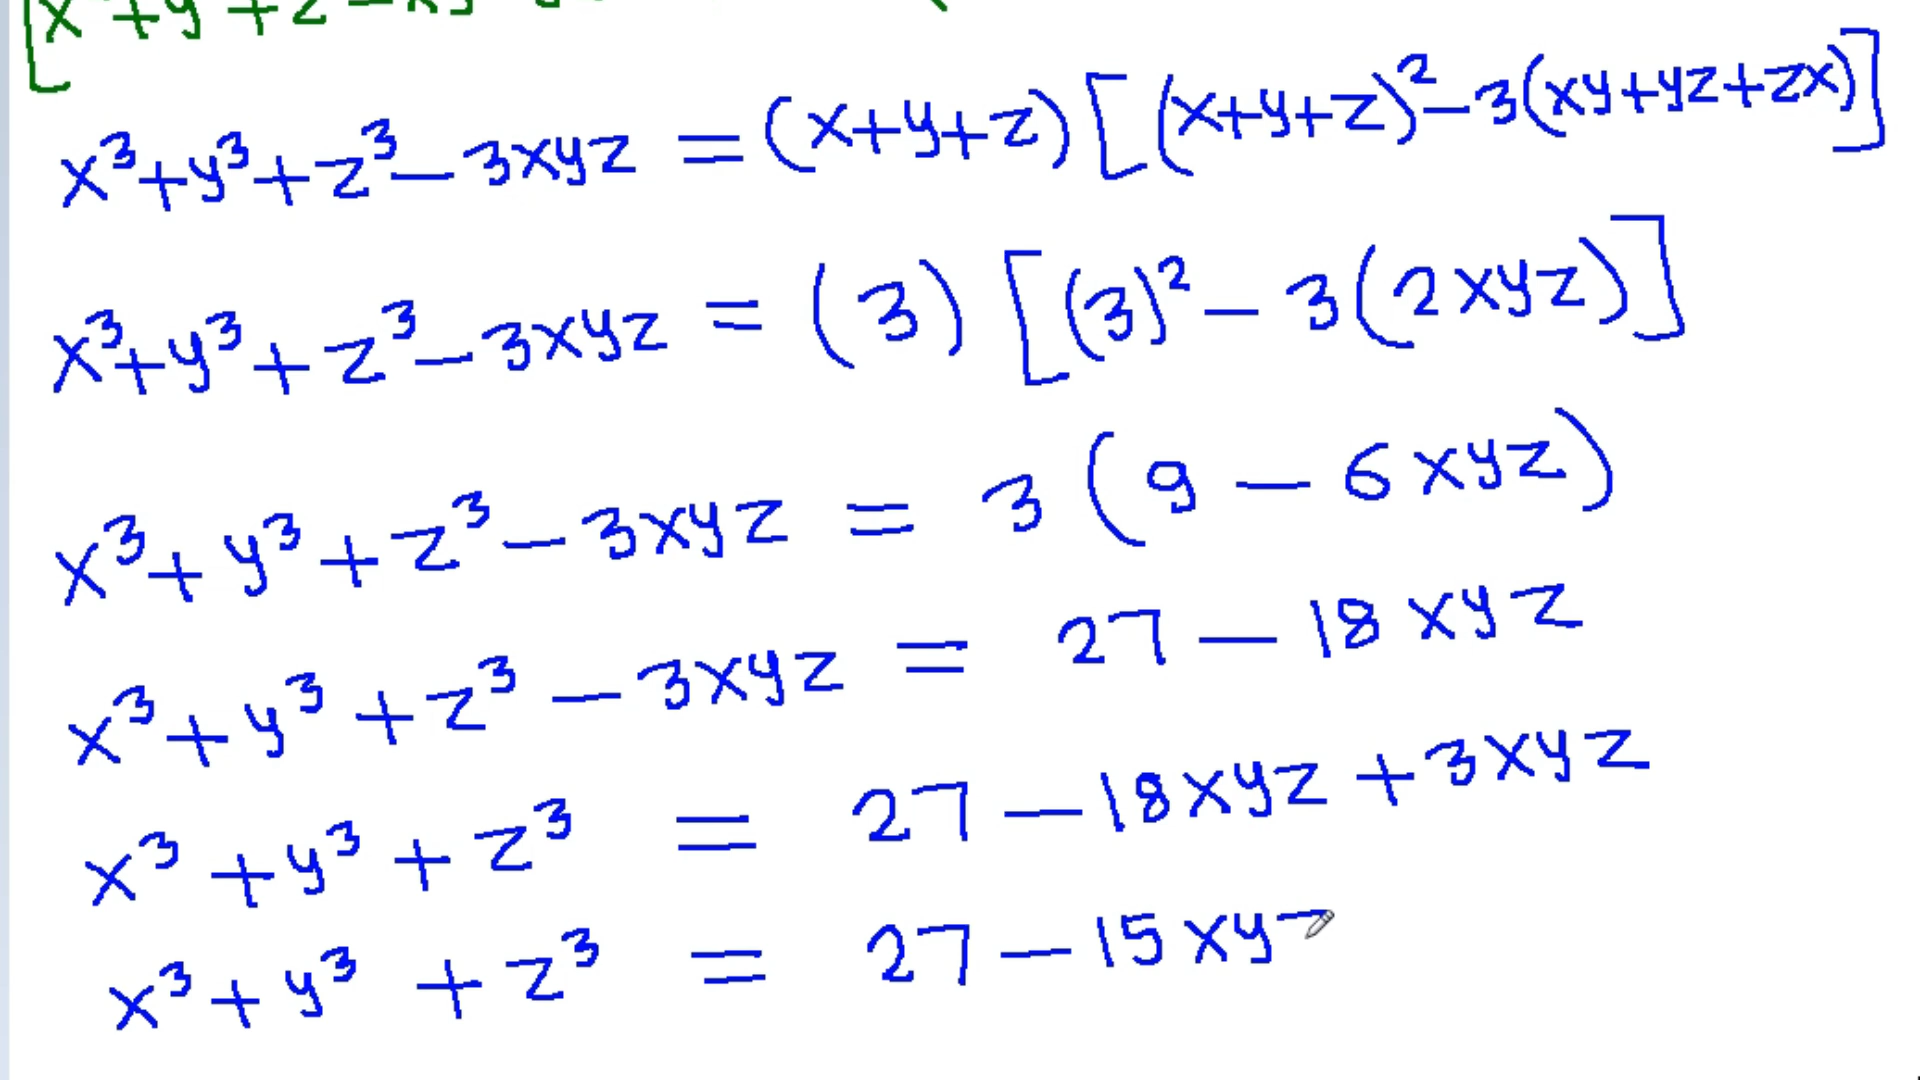 x³+y³+z³-3xyz = (x+y+z)[(x+y+z)²-3(xy+yz+zx)]
x³+y³+z³-3xyz = (3)[(3)²-3(2xyz)]
x³+y³+z³-3xyz = 3(9-6xyz)
x³+y³+z³-3xyz = 27-18xyz
x³+y³+z³ = 27-18xyz+3xyz
x³+y³+z³ = 27-15xyz